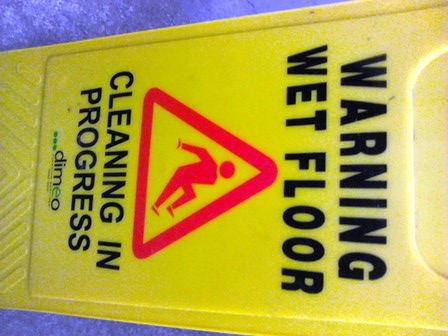 WARNING
WET FLOOR
CLEANING IN
PROGRESS
dimeo